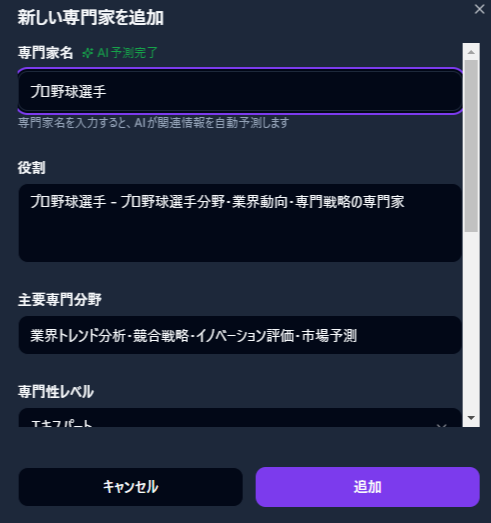 新しい専門家を追加
専門家名 AI予測完了
プロ野球選手
専門家名を入力すると、AIが関連情報を自動予測します
役割
プロ野球選手 - プロ野球選手分野・業界動向・専門戦略の専門家
主要専門分野
業界トレンド分析・競合戦略・イノベーション評価・市場予測
専門性レベル
エキスパート
キャンセル 追加